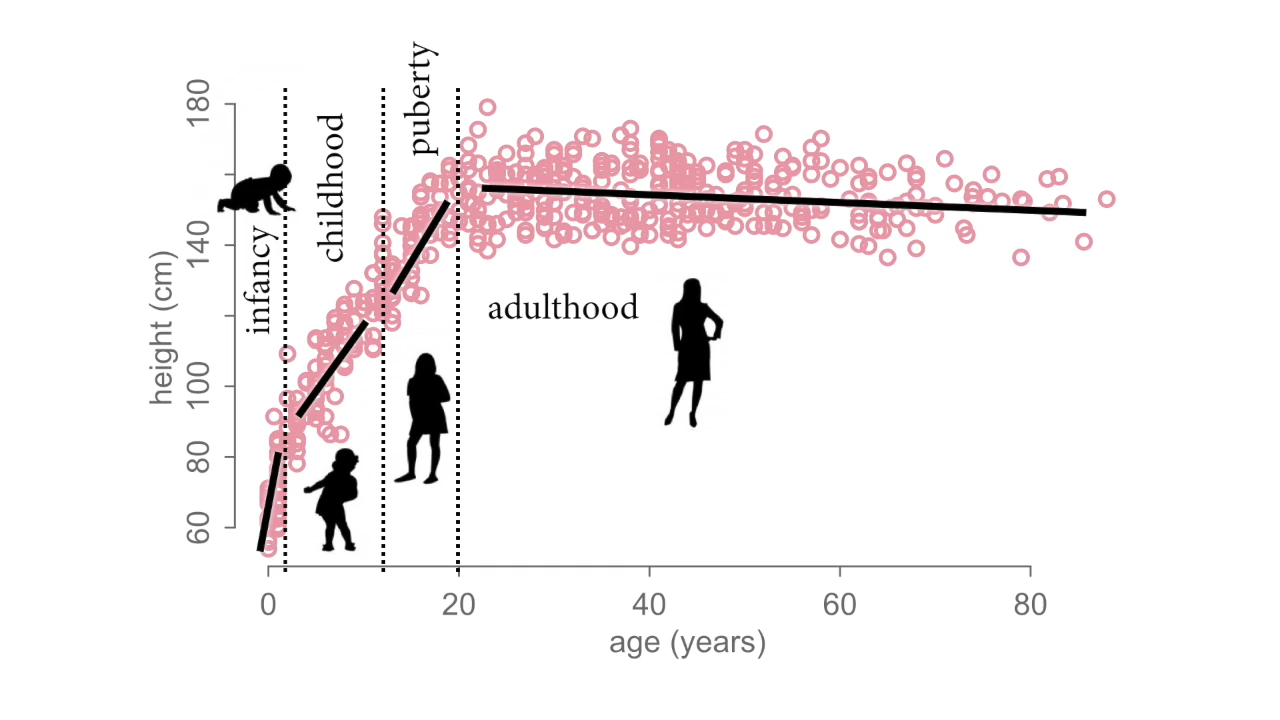 puberty
childhood
infancy
adulthood
height (cm)
180
140
100
80
60
0 20 40 60 80
age (years)